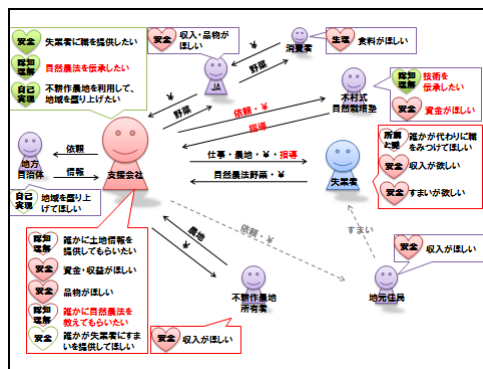 安全 失業者に職を提供したい
認知理解 自然農法を伝承したい
自己実現 不耕作農地を利用して、
地域を盛り上げたい
安全 収入・品物が
ほしい
生理 食料がほしい
消費者
¥
野菜
JA
¥
野菜
依頼・¥
指導
木村式
自然栽培塾
認知理解 技術を
伝承したい
安全 資金がほしい
地方
自治体
依頼
情報
支援会社
仕事・農地・¥・指導
自然農法野菜・¥
失業者
所属と愛 誰かが代わりに職
をみつけてほしい
安全 収入が欲しい
安全 すまいが欲しい
自己実現 地域を盛り上
げてほしい
認知理解 誰かに土地情報を
提供してもらいたい
安全 資金・収益がほしい
安全 品物がほしい
認知理解 誰かに自然農法を
教えてもらいたい
安全 誰かが失業者にすま
いを提供してほしい
農地
¥
依頼・¥
すまい
不耕作農地
所有者
安全 収入がほしい
地元住民
安全 収入がほしい